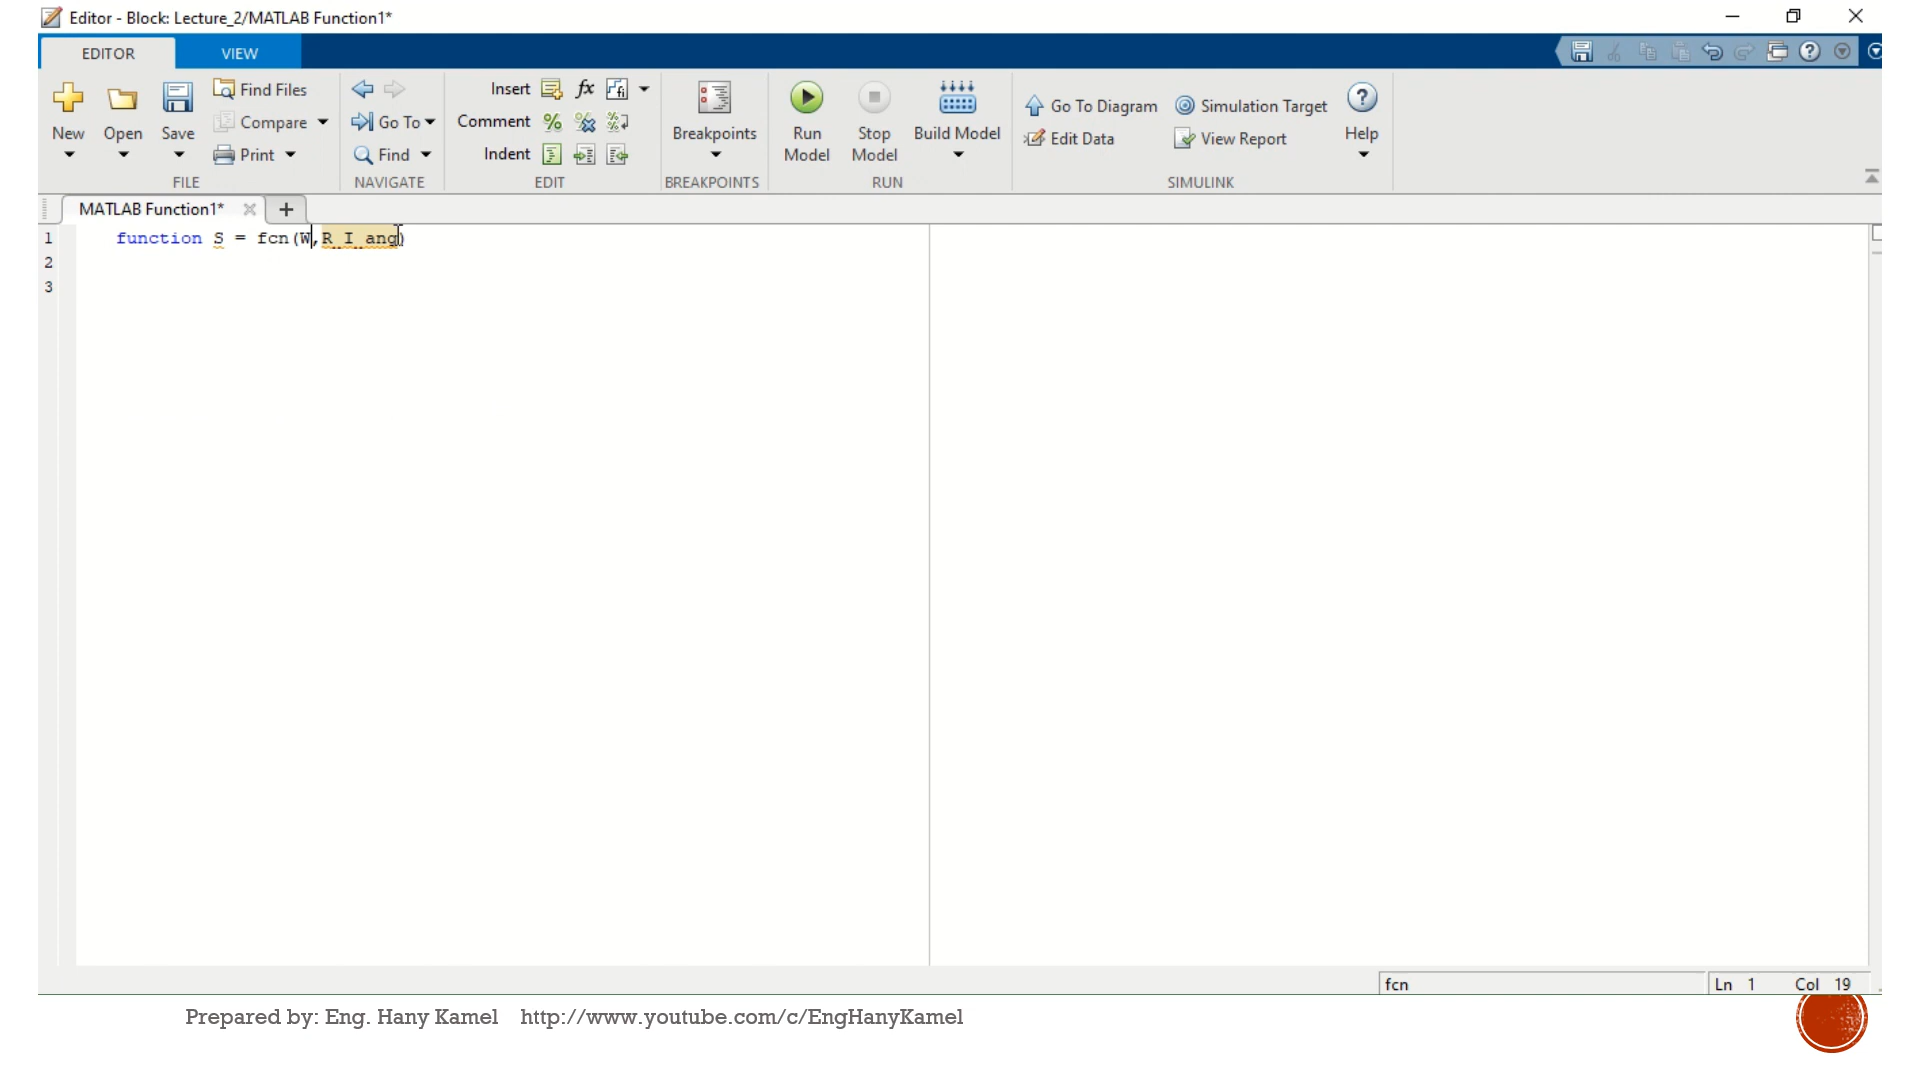 Editor - Block: Lecture_2/MATLAB Function1*
EDITOR VIEW
New Open Save Find Files Compare Print
FILE
Go To Find
NAVIGATE
Insert fx
Comment
Indent
EDIT
Breakpoints
BREAKPOINTS
Run Model Stop Model Build Model
RUN
Go To Diagram Simulation Target
Edit Data View Report
Help
SIMULINK
MATLAB Function1*
1 function S = fcn(W,R_I_ang)
2
3
fcn Ln 1 Col 19
Prepared by: Eng. Hany Kamel http://www.youtube.com/c/EngHanyKamel